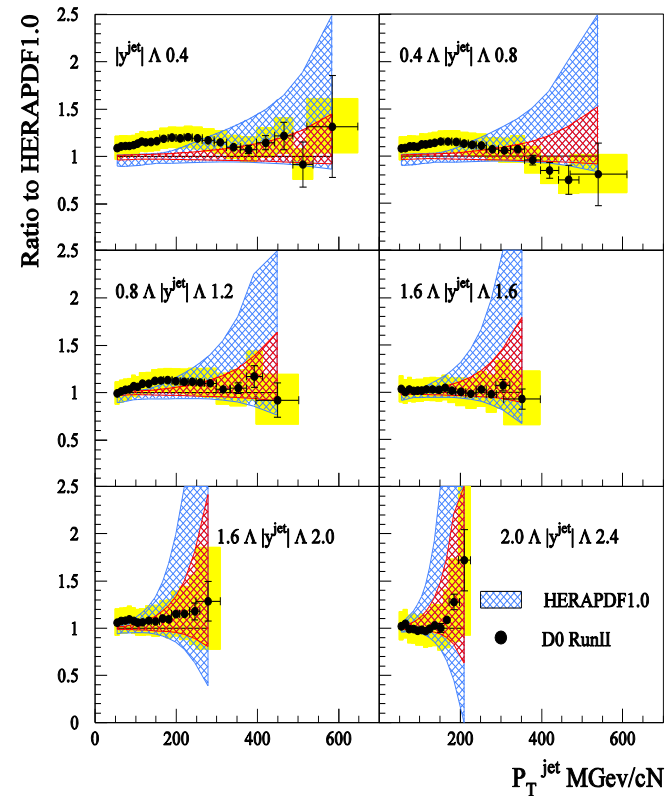 Ratio to HERAPDF1.0
2.5
2
1.5
1
0.5
|y^jet| Λ 0.4
0.4 Λ |y^jet| Λ 0.8
2.5
2
1.5
1
0.5
0.8 Λ |y^jet| Λ 1.2
1.6 Λ |y^jet| Λ 1.6
2.5
2
1.5
1
0.5
0
1.6 Λ |y^jet| Λ 2.0
2.0 Λ |y^jet| Λ 2.4
HERAPDF1.0
D0 RunII
0 200 400 600 200 400 600
P_T^jet MGev/cN